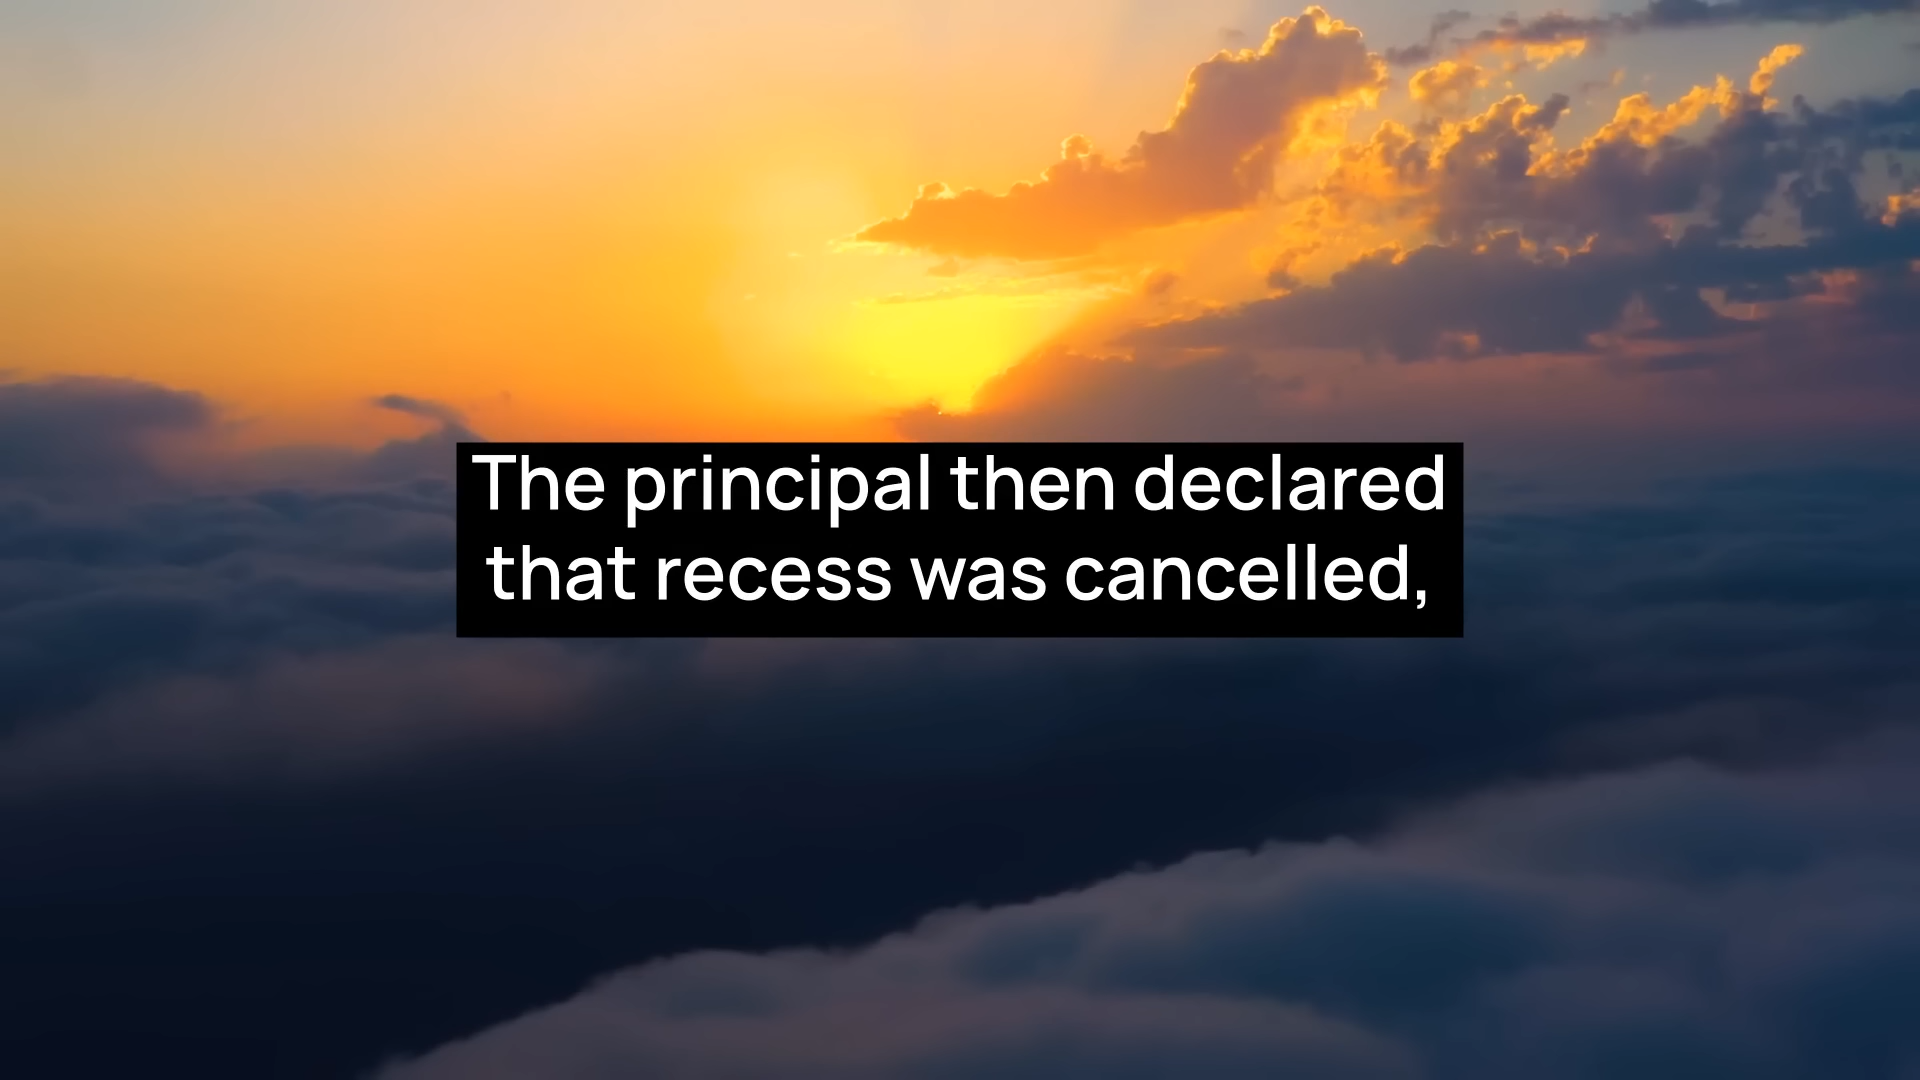 The principal then declared
that recess was cancelled,